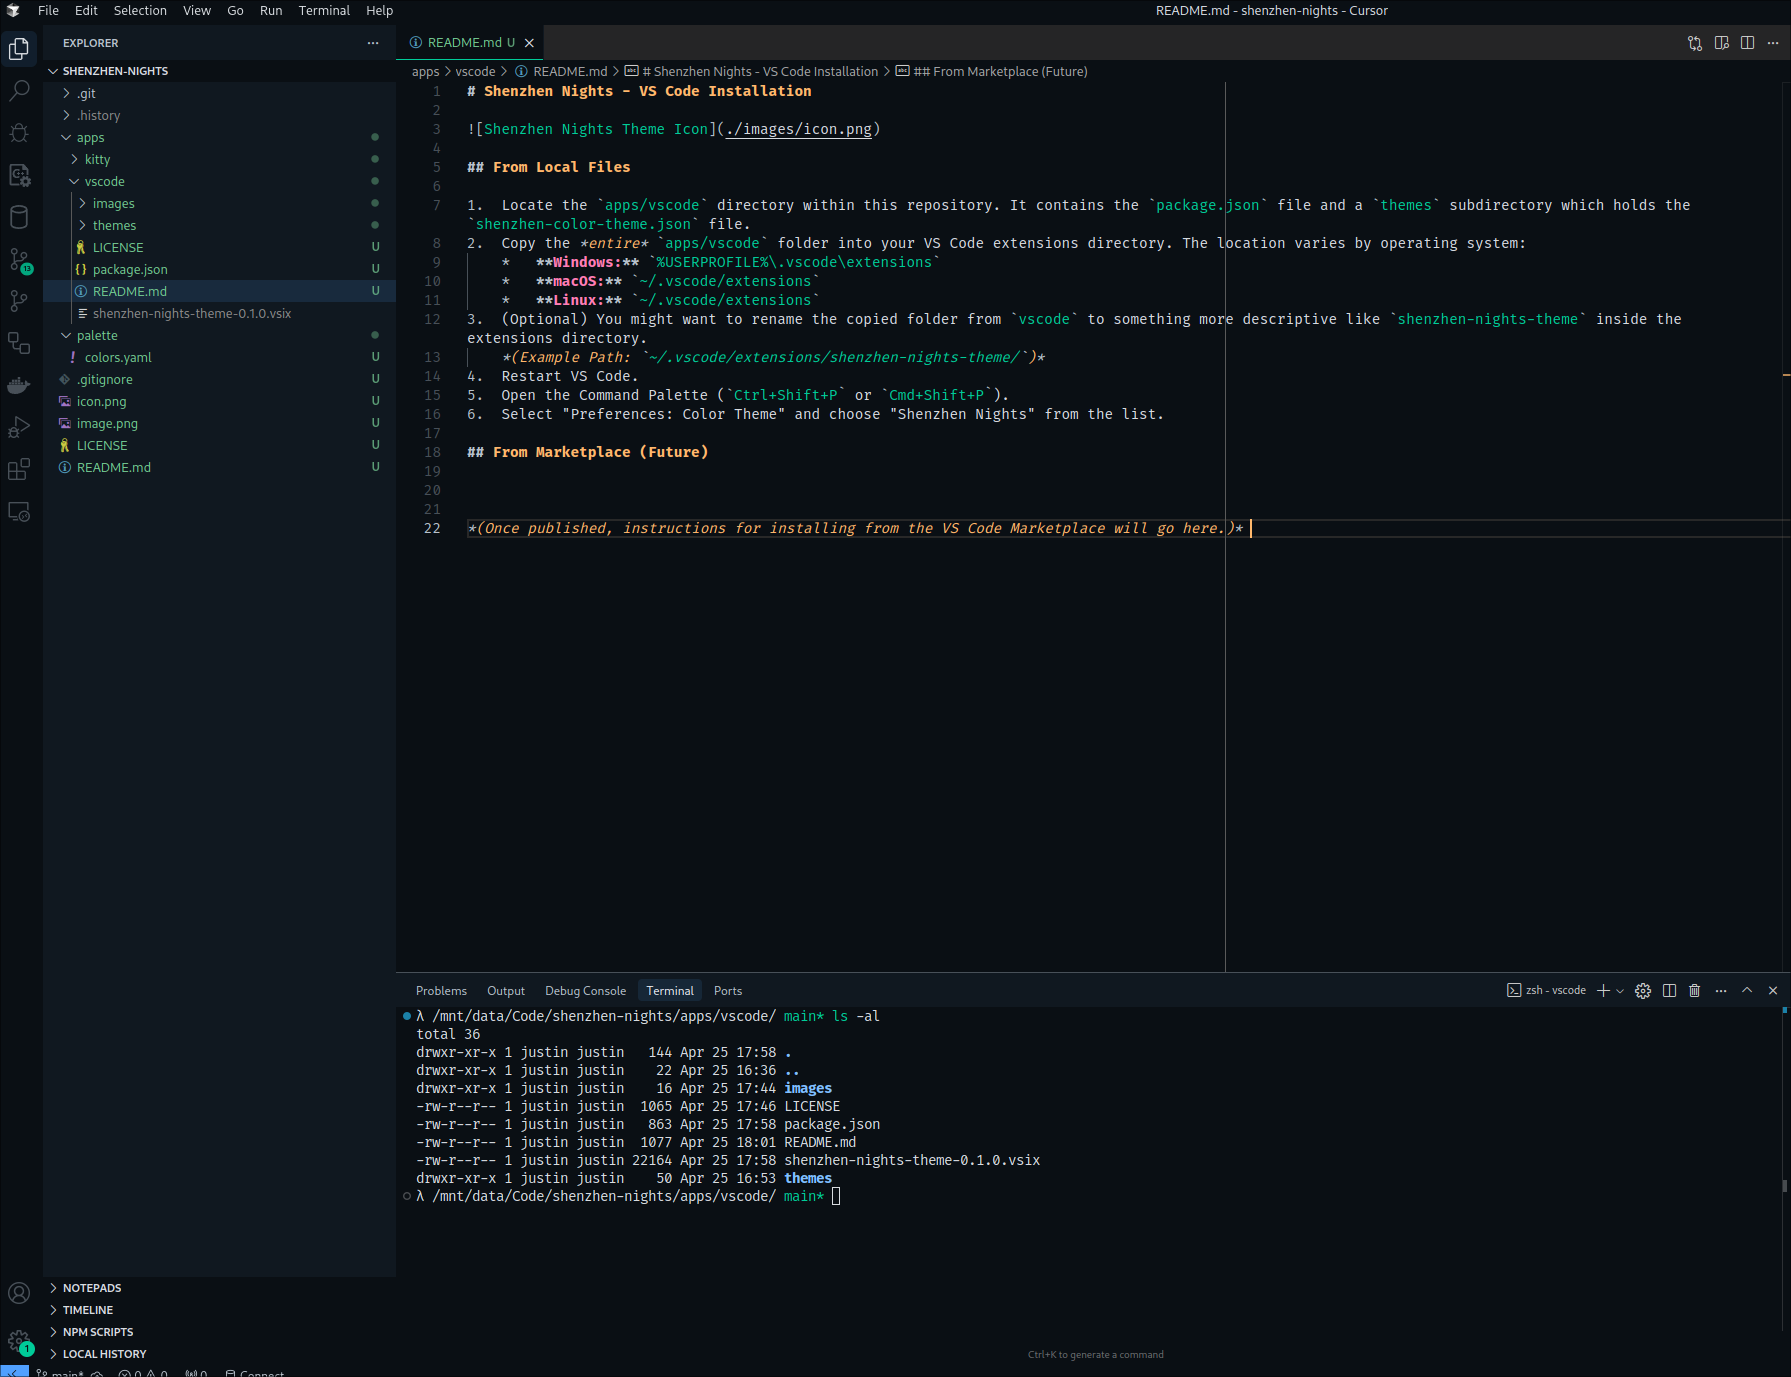 File Edit Selection View Go Run Terminal Help
README.md - shenzhen-nights - Cursor
EXPLORER
SHENZHEN-NIGHTS
.git
.history
apps
kitty
vscode
images
themes
LICENSE U
package.json U
README.md U
shenzhen-nights-theme-0.1.0.vsix
palette
colors.yaml U
.gitignore U
icon.png U
image.png U
LICENSE U
README.md U
13
1
NOTEPADS
TIMELINE
NPM SCRIPTS
LOCAL HISTORY
README.md U
apps > vscode > README.md > # Shenzhen Nights - VS Code Installation > ## From Marketplace (Future)
1 # Shenzhen Nights - VS Code Installation
2
3 ![Shenzhen Nights Theme Icon](./images/icon.png)
4
5 ## From Local Files
6
7 1.  Locate the `apps/vscode` directory within this repository. It contains the `package.json` file and a `themes` subdirectory which holds the
`shenzhen-color-theme.json` file.
8 2.  Copy the *entire* `apps/vscode` folder into your VS Code extensions directory. The location varies by operating system:
9     *   **Windows:** `%USERPROFILE%\.vscode\extensions`
10     *   **macOS:** `~/.vscode/extensions`
11     *   **Linux:** `~/.vscode/extensions`
12 3.  (Optional) You might want to rename the copied folder from `vscode` to something more descriptive like `shenzhen-nights-theme` inside the
extensions directory.
13     *(Example Path: `~/.vscode/extensions/shenzhen-nights-theme/`)*
14 4.  Restart VS Code.
15 5.  Open the Command Palette (`Ctrl+Shift+P` or `Cmd+Shift+P`).
16 6.  Select "Preferences: Color Theme" and choose "Shenzhen Nights" from the list.
17
18 ## From Marketplace (Future)
19
20
21
22 *(Once published, instructions for installing from the VS Code Marketplace will go here.)*
Problems Output Debug Console Terminal Ports
zsh - vscode
λ /mnt/data/Code/shenzhen-nights/apps/vscode/ main* ls -al
total 36
drwxr-xr-x 1 justin justin   144 Apr 25 17:58 .
drwxr-xr-x 1 justin justin    22 Apr 25 16:36 ..
drwxr-xr-x 1 justin justin    16 Apr 25 17:44 images
-rw-r--r-- 1 justin justin  1065 Apr 25 17:46 LICENSE
-rw-r--r-- 1 justin justin   863 Apr 25 17:58 package.json
-rw-r--r-- 1 justin justin  1077 Apr 25 18:01 README.md
-rw-r--r-- 1 justin justin 22164 Apr 25 17:58 shenzhen-nights-theme-0.1.0.vsix
drwxr-xr-x 1 justin justin    50 Apr 25 16:53 themes
λ /mnt/data/Code/shenzhen-nights/apps/vscode/ main*
Ctrl+K to generate a command
main* 0 0 0 Connect